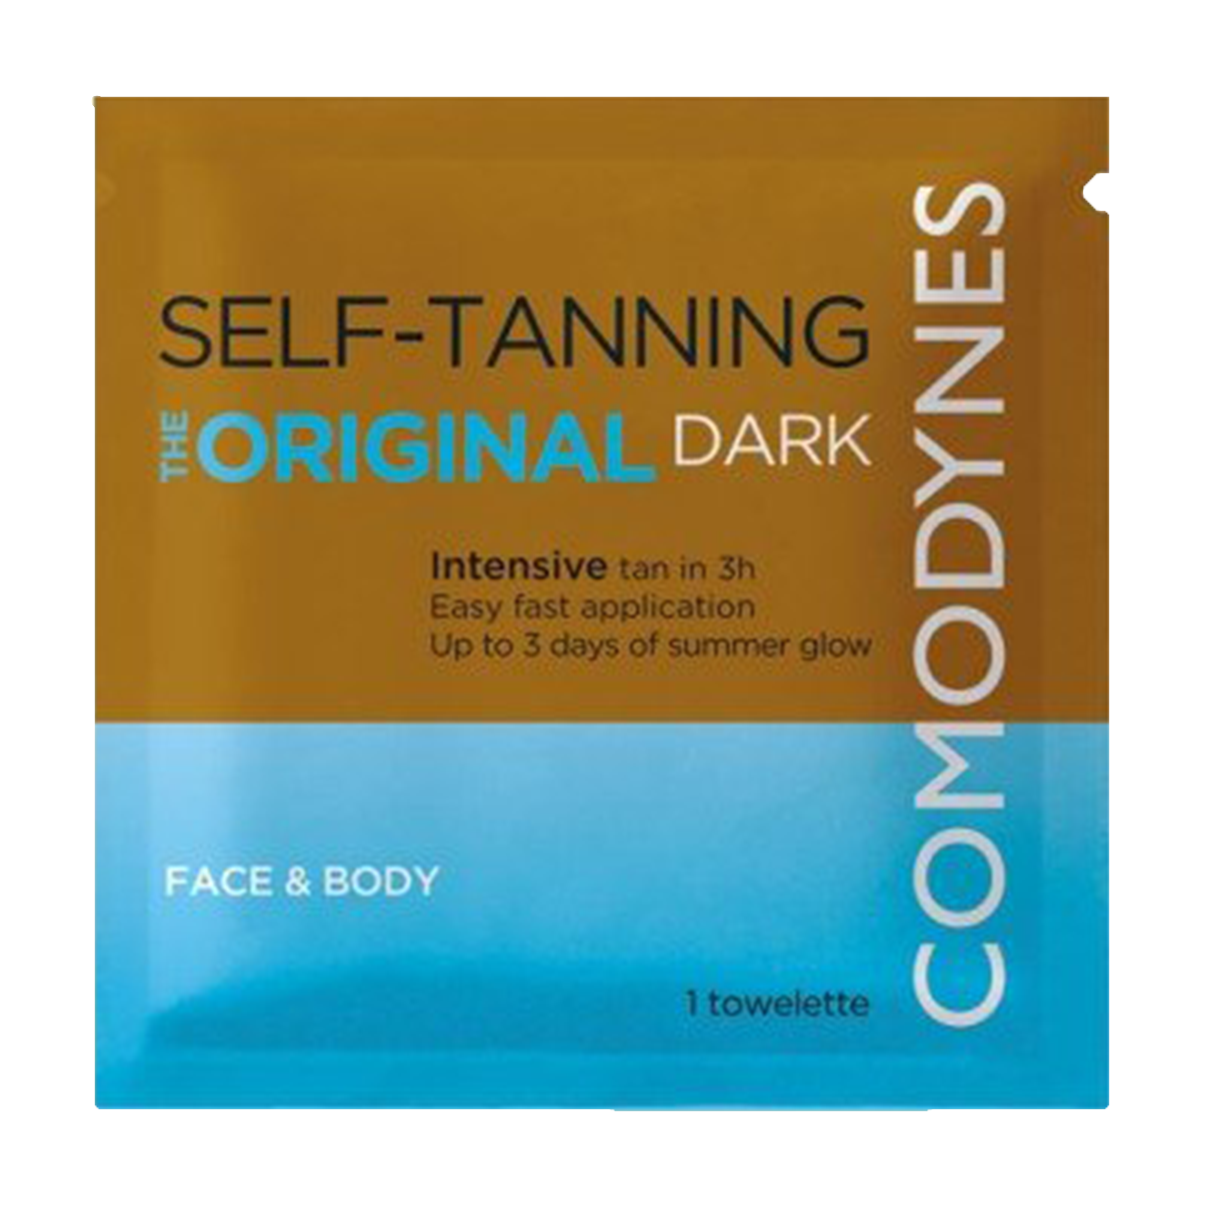 SELF-TANNING
THE ORIGINAL DARK
Intensive tan in 3h
Easy fast application
Up to 3 days of summer glow
FACE & BODY
1 towelette
COMODYNES